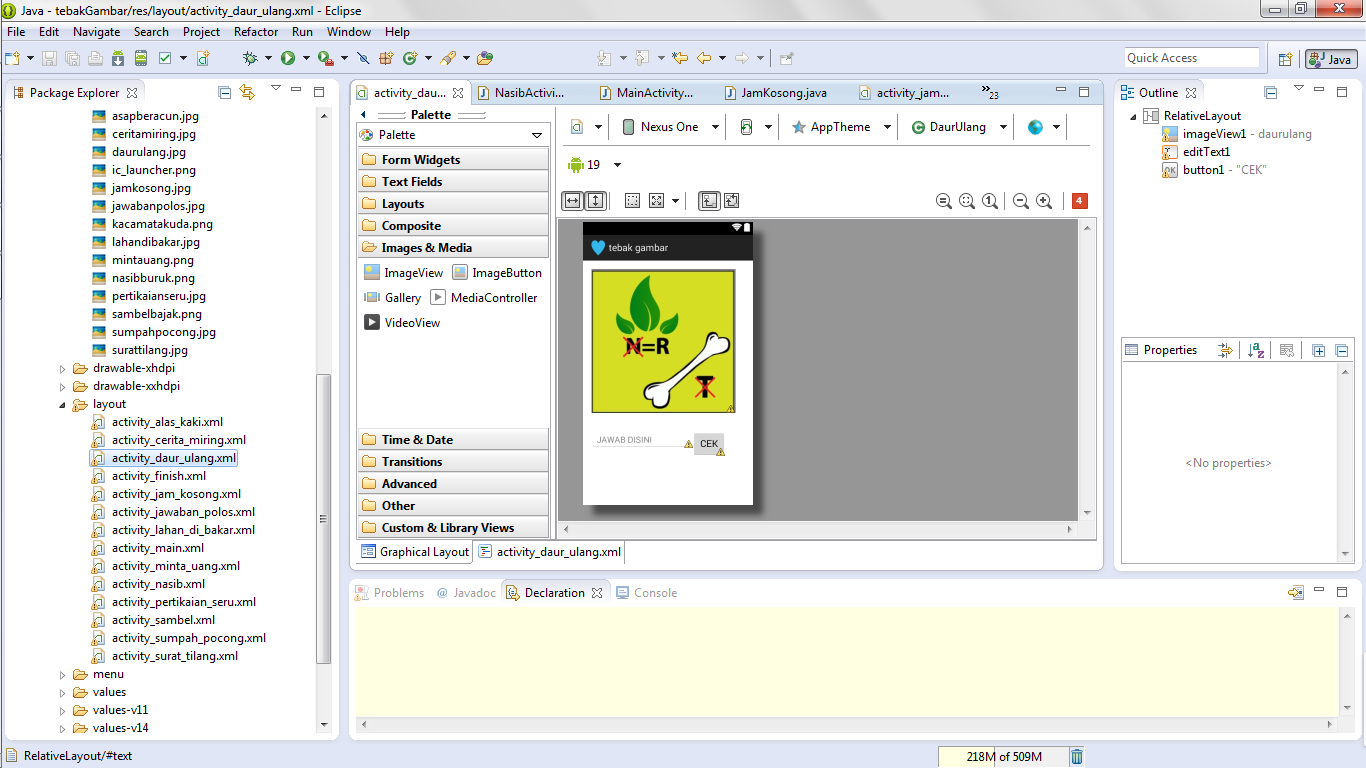 Java - tebakGambar/res/layout/activity_daur_ulang.xml - Eclipse
File Edit Navigate Search Project Refactor Run Window Help
Quick Access
Java
Package Explorer
asapberacun.jpg
ceritamiring.jpg
daurulang.jpg
ic_launcher.png
jamkosong.jpg
jawabanpolos.jpg
kacamatakuda.png
lahandibakar.jpg
mintauang.png
nasibburuk.png
pertikaianseru.jpg
sambelbajak.png
sumpahpocong.jpg
surattilang.jpg
drawable-xhdpi
drawable-xxhdpi
layout
activity_alas_kaki.xml
activity_cerita_miring.xml
activity_daur_ulang.xml
activity_finish.xml
activity_jam_kosong.xml
activity_jawaban_polos.xml
activity_lahan_di_bakar.xml
activity_main.xml
activity_minta_uang.xml
activity_nasib.xml
activity_pertikaian_seru.xml
activity_sambel.xml
activity_sumpah_pocong.xml
activity_surat_tilang.xml
menu
values
values-v11
values-v14
activity_dau... NasibActivi... MainActivity... JamKosong.java activity_jam... »23
Palette
Palette
Form Widgets
Text Fields
Layouts
Composite
Images & Media
ImageView ImageButton
Gallery MediaController
VideoView
Time & Date
Transitions
Advanced
Other
Custom & Library Views
Nexus One AppTheme DaurUlang
19
4
tebak gambar
N=R
T
JAWAB DISINI CEK
Graphical Layout activity_daur_ulang.xml
Outline
RelativeLayout
imageView1 - daurulang
editText1
button1 - "CEK"
Properties
<No properties>
Problems Javadoc Declaration Console
RelativeLayout/#text
218M of 509M